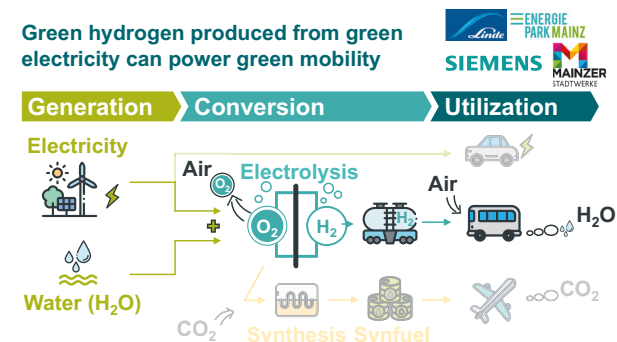 Green hydrogen produced from green
electricity can power green mobility
Linde
ENERGIE
PARK MAINZ
SIEMENS
MAINZER
STADTWERKE
Generation
Conversion
Utilization
Electricity
Air
O₂
Electrolysis
O₂
H₂
H₂
Air
H₂O
Water (H₂O)
CO₂
Synthesis
Synfuel
CO₂